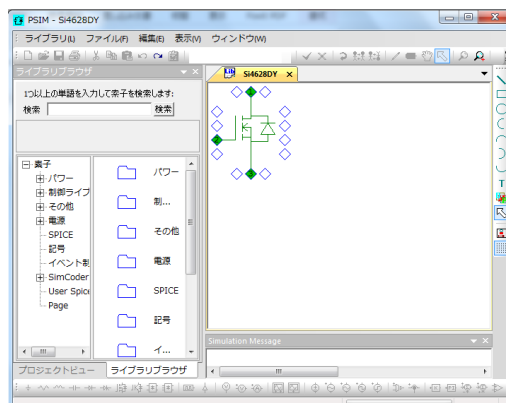 PSIM - Si4628DY
ライブラリ(L) ファイル(F) 編集(E) 表示(V) ウィンドウ(W)
ライブラリブラウザ
Si4628DY
1つ以上の単語を入力して素子を検索します:
検索 検索
素子
パワー
制御ライブ
その他
電源
SPICE
記号
イベント制
SimCoder
User Spice
Page
パワー
制...
その他
電源
SPICE
記号
イ...
T
Simulation Message
プロジェクトビュー ライブラリブラウザ